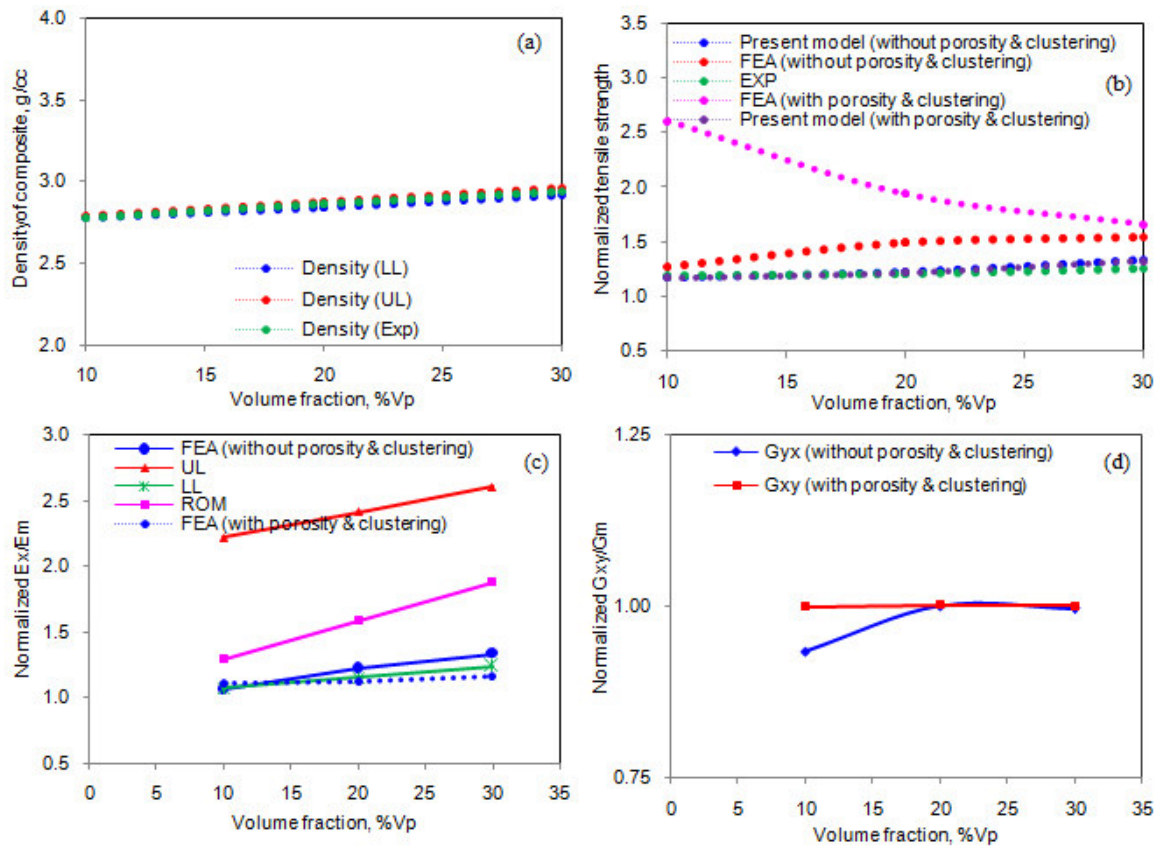 (a)
4.0
3.5
3.0
2.5
2.0
Density of composite, g/cc
Density (LL)
Density (UL)
Density (Exp)
10 15 20 25 30
Volume fraction, %Vp
(b)
3.5
3.0
2.5
2.0
1.5
1.0
0.5
Normalized tensile strength
Present model (without porosity & clustering)
FEA (without porosity & clustering)
EXP
FEA (with porosity & clustering)
Present model (with porosity & clustering)
10 15 20 25 30
Volume fraction, %Vp
(c)
3.0
2.5
2.0
1.5
1.0
0.5
Normalized Ex/Em
FEA (without porosity & clustering)
UL
LL
ROM
FEA (with porosity & clustering)
0 5 10 15 20 25 30 35
Volume fraction, %Vp
(d)
1.25
1.00
0.75
Normalized Gxy/Gm
Gyx (without porosity & clustering)
Gxy (with porosity & clustering)
0 5 10 15 20 25 30 35
Volume fraction, %Vp